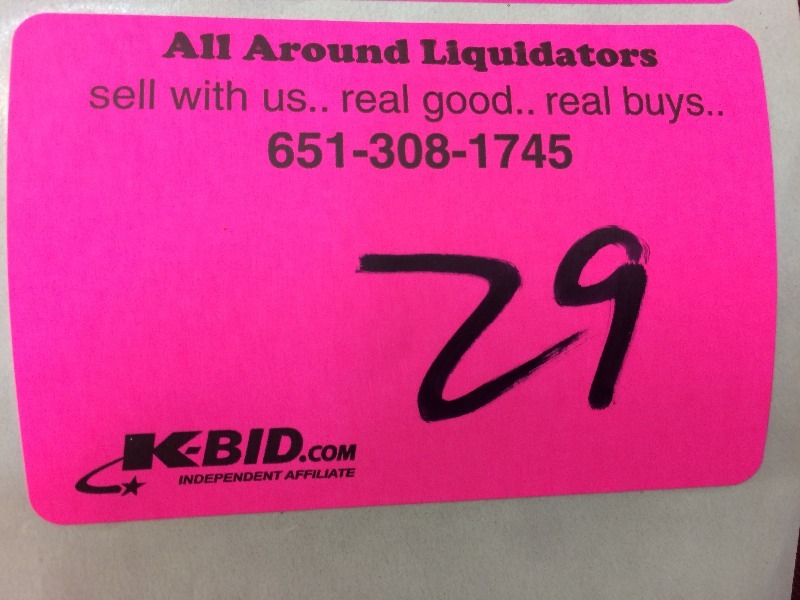 All Around Liquidators
sell with us.. real good.. real buys..
651-308-1745
29
K-BID.COM
INDEPENDENT AFFILIATE